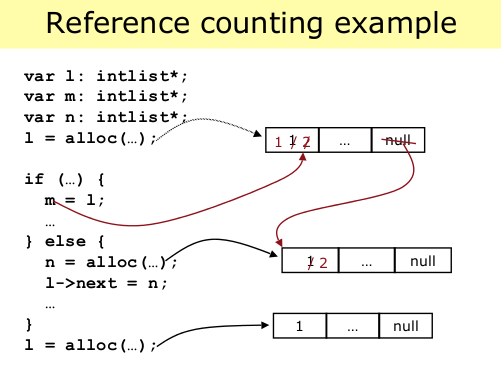 Reference counting example
var l: intlist*;
var m: intlist*;
var n: intlist*;
l = alloc(…);
1 1 2 … null
if (…) {
m = l;
…
} else {
n = alloc(…);
1 2 … null
l->next = n;
…
}
1 … null
l = alloc(…);